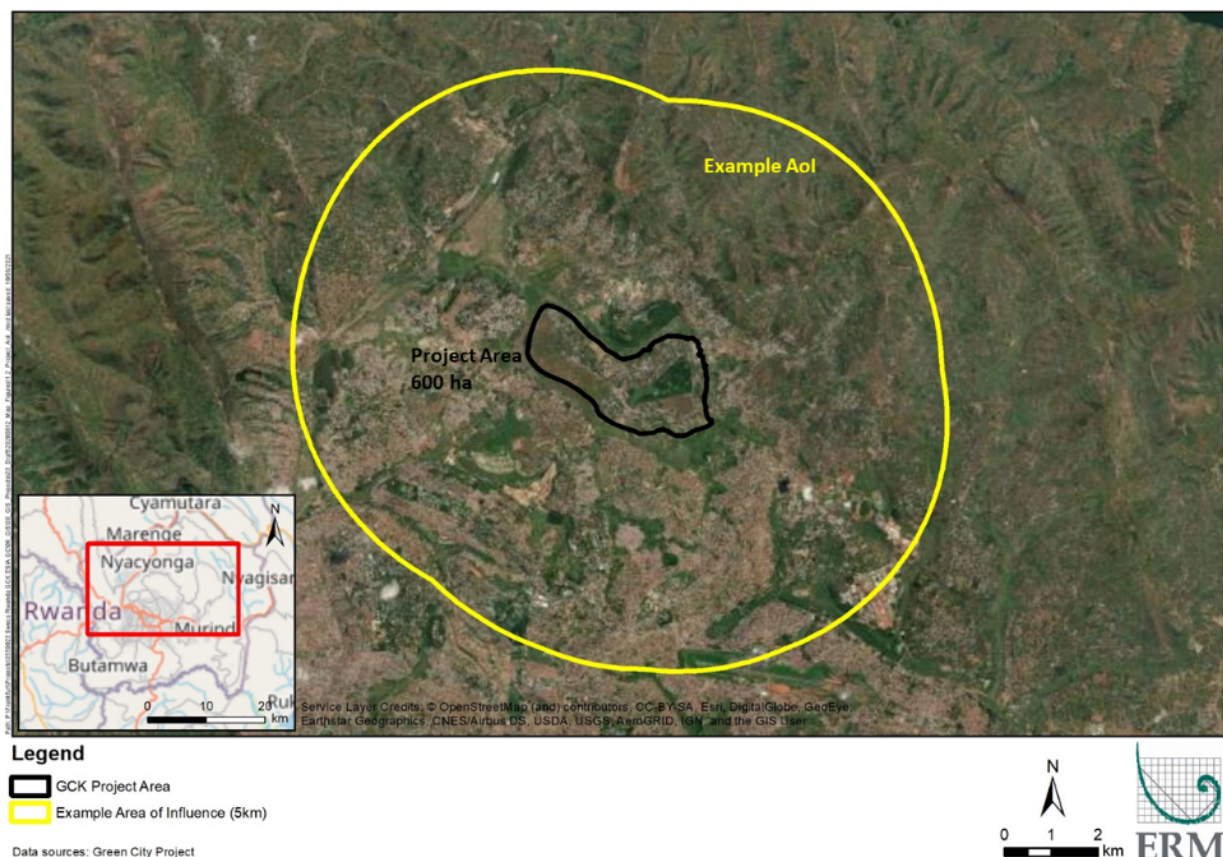 Example AoI
Project Area
600 ha
Cyamutara
Marenge
Nyacyonga
Nyagisan
Rwanda
Murind
Butamwa
Ruk
N
0 10 20
km
Service Layer Credits: © OpenStreetMap (and) contributors, CC-BY-SA, Esri, DigitalGlobe, GeoEye,
Earthstar Geographics, CNES/Airbus DS, USDA, USGS, AeroGRID, IGN, and the GIS User
Legend
GCK Project Area
Example Area of Influence (5km)
Data sources: Green City Project
N
0 1 2
km
ERM